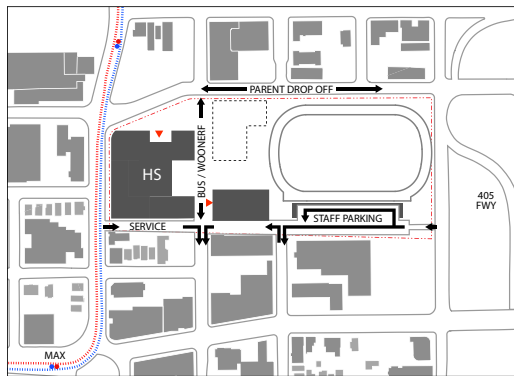 PARENT DROP OFF
BUS / WOONERF
HS
405
FWY
STAFF PARKING
SERVICE
MAX